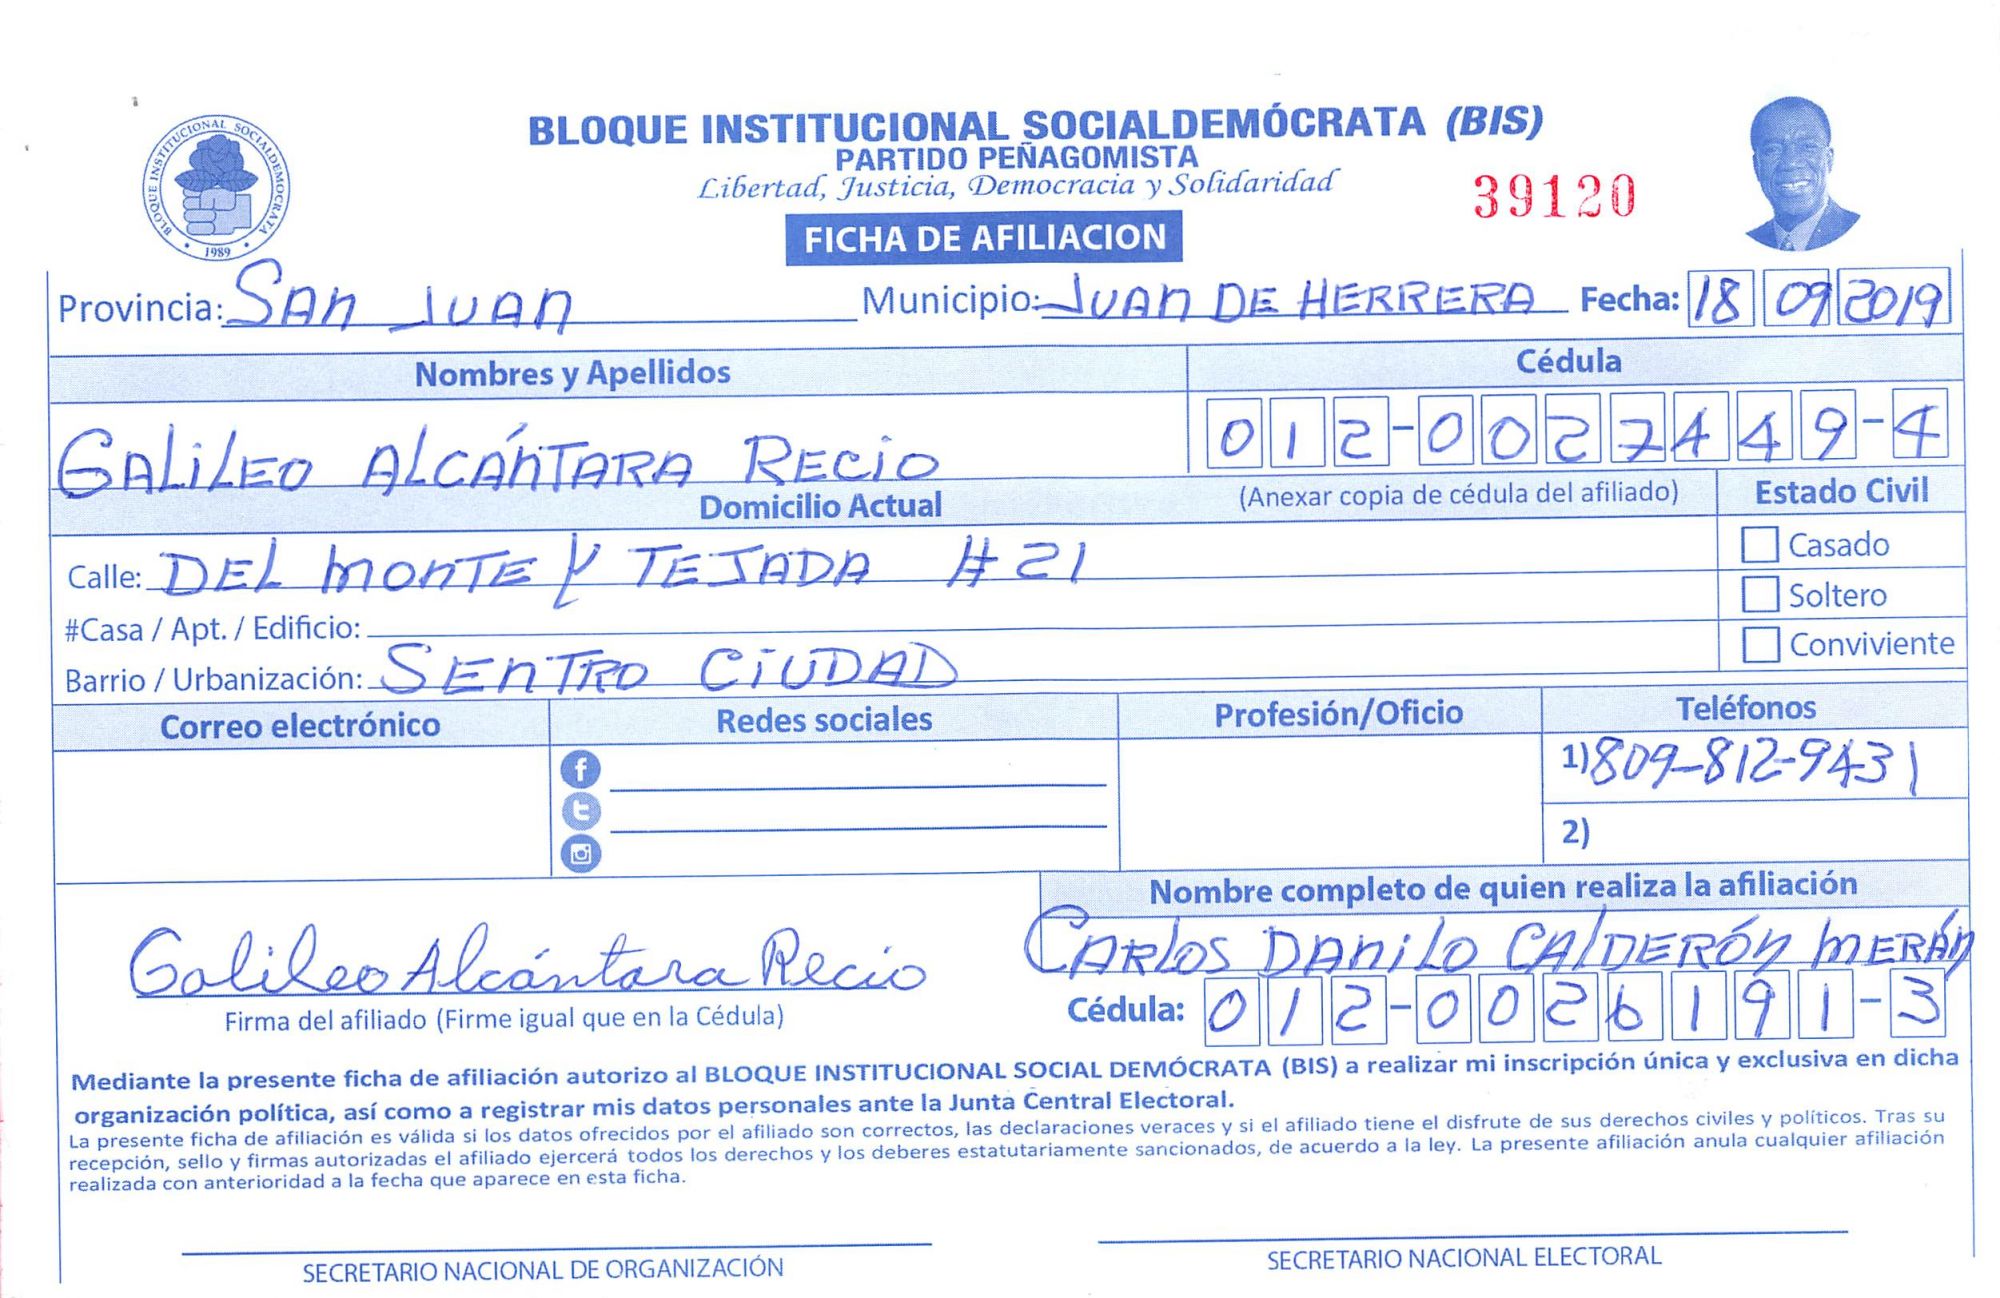 BLOQUE INSTITUCIONAL SOCIALDEMOCRATA
1989
BLOQUE INSTITUCIONAL SOCIALDEMÓCRATA (BIS)
PARTIDO PEÑAGOMISTA
Libertad, Justicia, Democracia y Solidaridad
39120
FICHA DE AFILIACION
Provincia: SAN JUAN Municipio: JUAN DE HERRERA Fecha: 18 09 2019
Nombres y Apellidos Cédula
GALILEO ALCÁNTARA RECIO 012-0027449-4
Domicilio Actual (Anexar copia de cédula del afiliado) Estado Civil
Calle: DEL MONTE Y TEJADA #21 Casado
#Casa / Apt. / Edificio: Soltero
Barrio / Urbanización: SENTRO CIUDAD Conviviente
Correo electrónico Redes sociales Profesión/Oficio Teléfonos
1) 809-812-9431
2)
Nombre completo de quien realiza la afiliación
Galileo Alcántara Recio CARLOS DANILO CALDERÓN MERÁN
Firma del afiliado (Firme igual que en la Cédula) Cédula: 012-0026191-3
Mediante la presente ficha de afiliación autorizo al BLOQUE INSTITUCIONAL SOCIAL DEMÓCRATA (BIS) a realizar mi inscripción única y exclusiva en dicha
organización política, así como a registrar mis datos personales ante la Junta Central Electoral.
La presente ficha de afiliación es válida si los datos ofrecidos por el afiliado son correctos, las declaraciones veraces y si el afiliado tiene el disfrute de sus derechos civiles y políticos. Tras su
recepción, sello y firmas autorizadas el afiliado ejercerá todos los derechos y los deberes estatutariamente sancionados, de acuerdo a la ley. La presente afiliación anula cualquier afiliación
realizada con anterioridad a la fecha que aparece en esta ficha.
SECRETARIO NACIONAL DE ORGANIZACIÓN SECRETARIO NACIONAL ELECTORAL